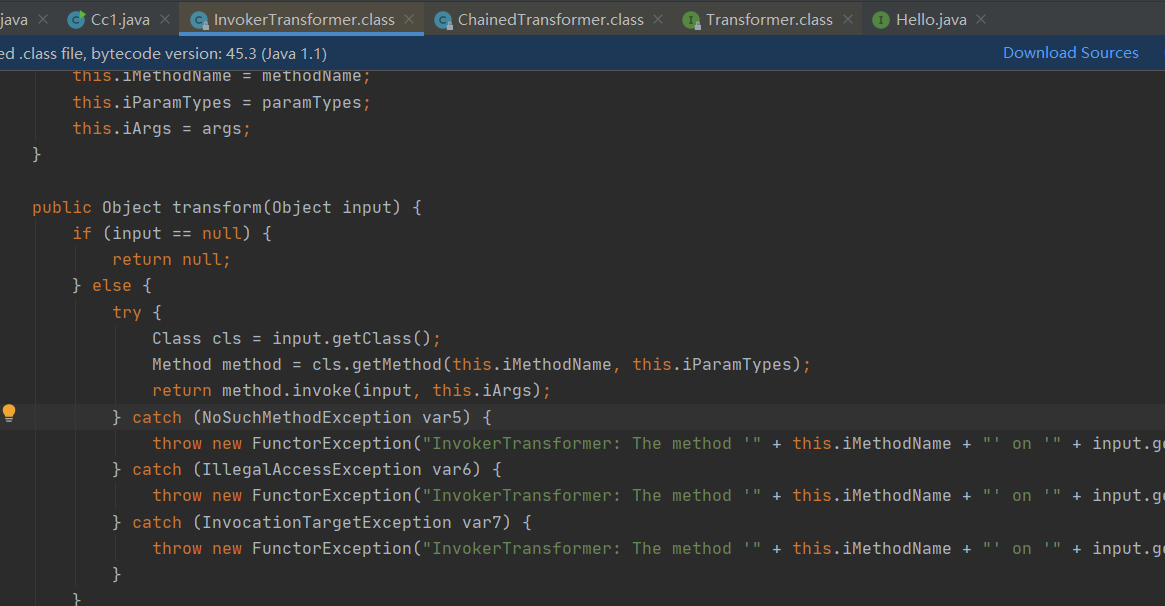 java Cc1.java InvokerTransformer.class ChainedTransformer.class Transformer.class Hello.java
ed .class file, bytecode version: 45.3 (Java 1.1) Download Sources
this.iMethodName = methodName;
this.iParamTypes = paramTypes;
this.iArgs = args;
}
public Object transform(Object input) {
if (input == null) {
return null;
} else {
try {
Class cls = input.getClass();
Method method = cls.getMethod(this.iMethodName, this.iParamTypes);
return method.invoke(input, this.iArgs);
} catch (NoSuchMethodException var5) {
throw new FunctorException("InvokerTransformer: The method '" + this.iMethodName + "' on '" + input.ge
} catch (IllegalAccessException var6) {
throw new FunctorException("InvokerTransformer: The method '" + this.iMethodName + "' on '" + input.ge
} catch (InvocationTargetException var7) {
throw new FunctorException("InvokerTransformer: The method '" + this.iMethodName + "' on '" + input.ge
}
}